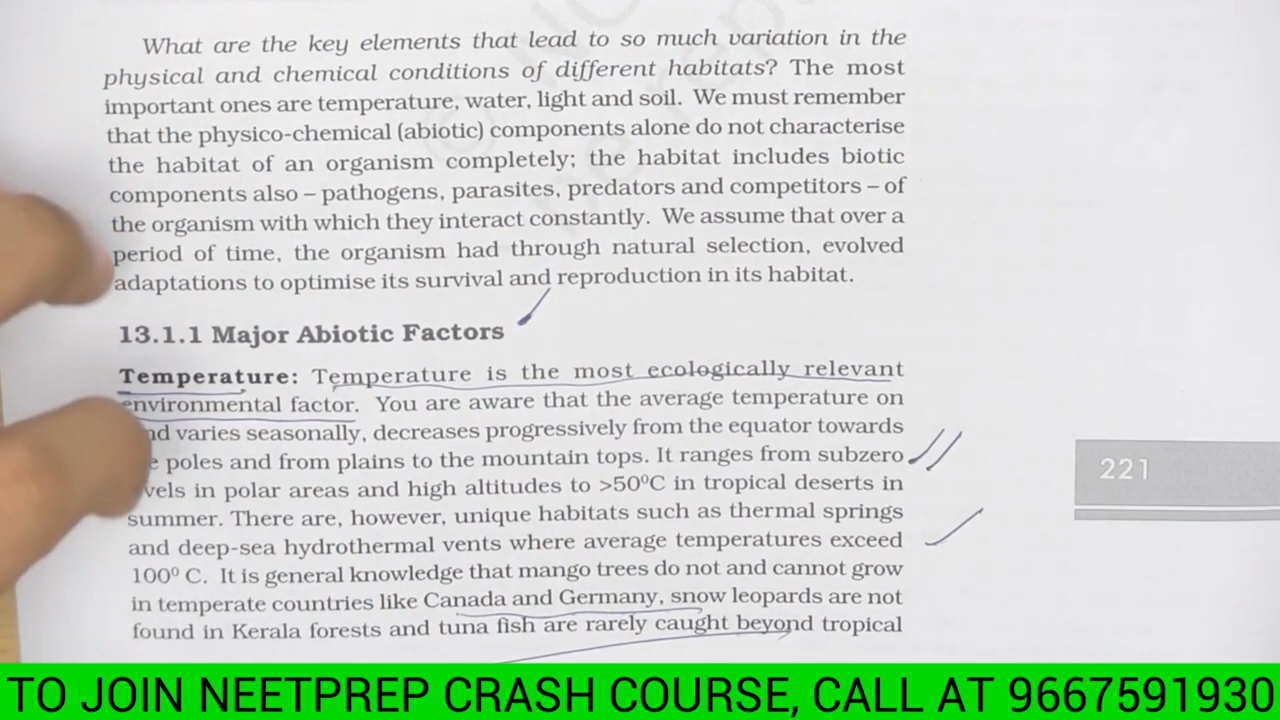 What are the key elements that lead to so much variation in the
physical and chemical conditions of different habitats? The most
important ones are temperature, water, light and soil. We must remember
that the physico-chemical (abiotic) components alone do not characterise
the habitat of an organism completely; the habitat includes biotic
components also – pathogens, parasites, predators and competitors – of
the organism with which they interact constantly. We assume that over a
period of time, the organism had through natural selection, evolved
adaptations to optimise its survival and reproduction in its habitat.
13.1.1 Major Abiotic Factors
Temperature: Temperature is the most ecologically relevant
environmental factor. You are aware that the average temperature on
varies seasonally, decreases progressively from the equator towards
poles and from plains to the mountain tops. It ranges from subzero
in polar areas and high altitudes to >50⁰C in tropical deserts in
summer. There are, however, unique habitats such as thermal springs
and deep-sea hydrothermal vents where average temperatures exceed
100⁰ C. It is general knowledge that mango trees do not and cannot grow
in temperate countries like Canada and Germany, snow leopards are not
found in Kerala forests and tuna fish are rarely caught beyond tropical
221
TO JOIN NEETPREP CRASH COURSE, CALL AT 9667591930